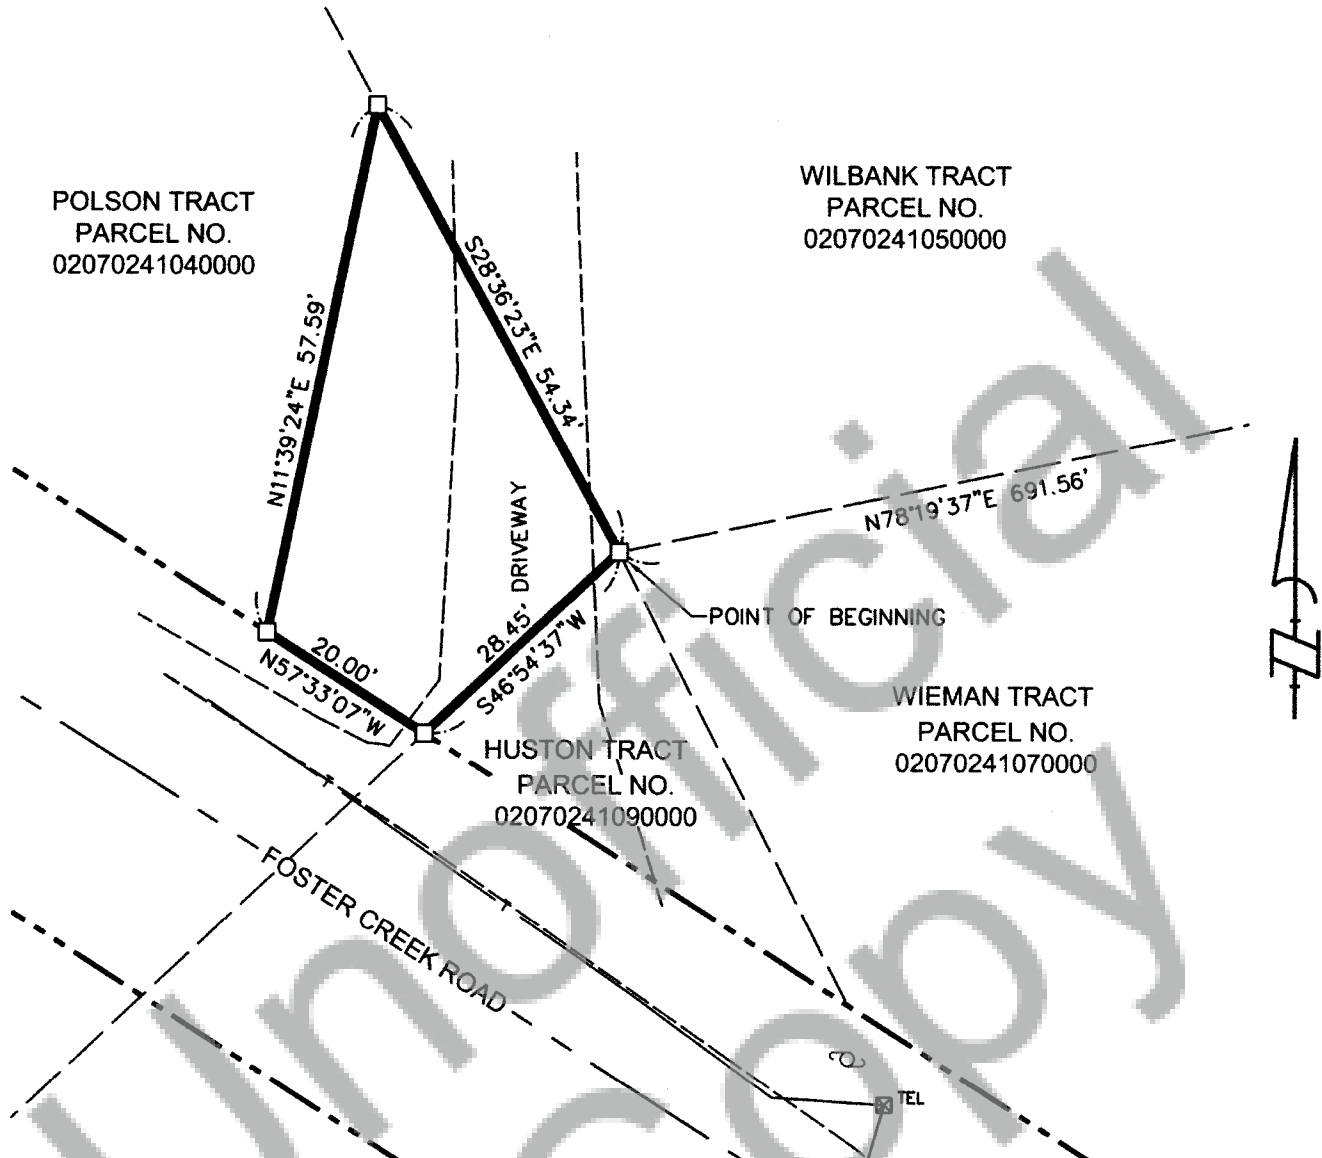 POLSON TRACT
PARCEL NO.
02070241040000
WILBANK TRACT
PARCEL NO.
02070241050000
S28°36'23"E 54.34'
N11°39'24"E 57.59'
N78°19'37"E 691.56'
DRIVEWAY
28.45'
S46°54'37"W
POINT OF BEGINNING
20.00'
N57°33'07"W
WIEMAN TRACT
PARCEL NO.
02070241070000
HUSTON TRACT
PARCEL NO.
02070241090000
FOSTER CREEK ROAD
TEL
N
Unofficial
Copy